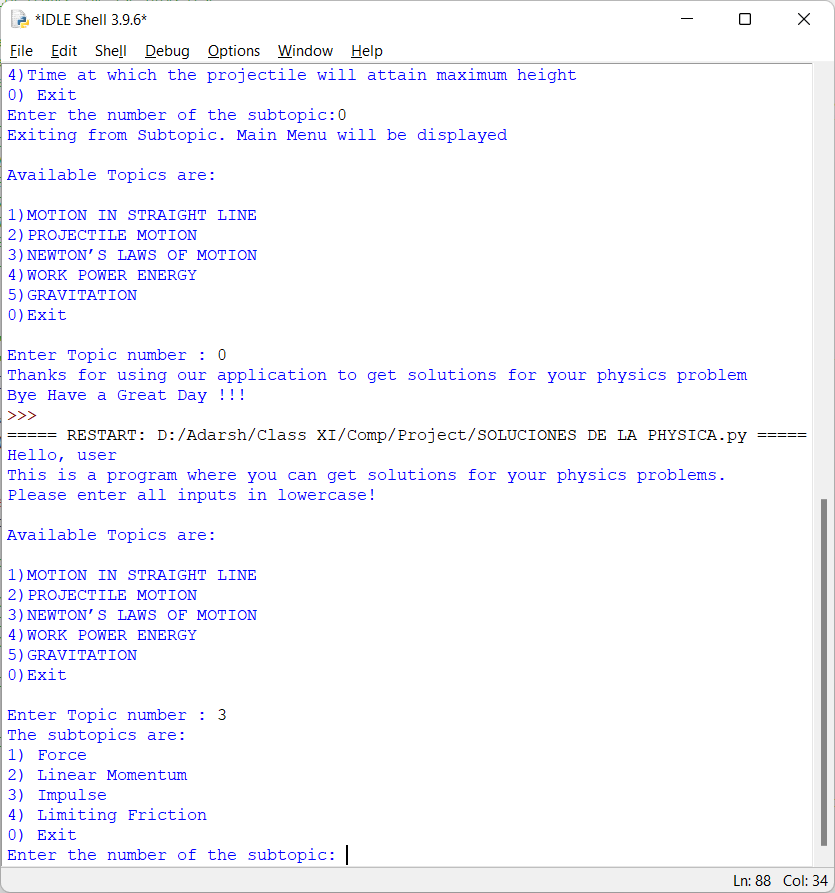 *IDLE Shell 3.9.6*
File Edit Shell Debug Options Window Help
4)Time at which the projectile will attain maximum height
0) Exit
Enter the number of the subtopic:0
Exiting from Subtopic. Main Menu will be displayed
Available Topics are:
1)MOTION IN STRAIGHT LINE
2)PROJECTILE MOTION
3)NEWTON’S LAWS OF MOTION
4)WORK POWER ENERGY
5)GRAVITATION
0)Exit
Enter Topic number : 0
Thanks for using our application to get solutions for your physics problem
Bye Have a Great Day !!!
>>>
===== RESTART: D:/Adarsh/Class XI/Comp/Project/SOLUCIONES DE LA PHYSICA.py =====
Hello, user
This is a program where you can get solutions for your physics problems.
Please enter all inputs in lowercase!
Available Topics are:
1)MOTION IN STRAIGHT LINE
2)PROJECTILE MOTION
3)NEWTON’S LAWS OF MOTION
4)WORK POWER ENERGY
5)GRAVITATION
0)Exit
Enter Topic number : 3
The subtopics are:
1) Force
2) Linear Momentum
3) Impulse
4) Limiting Friction
0) Exit
Enter the number of the subtopic:
Ln: 88 Col: 34